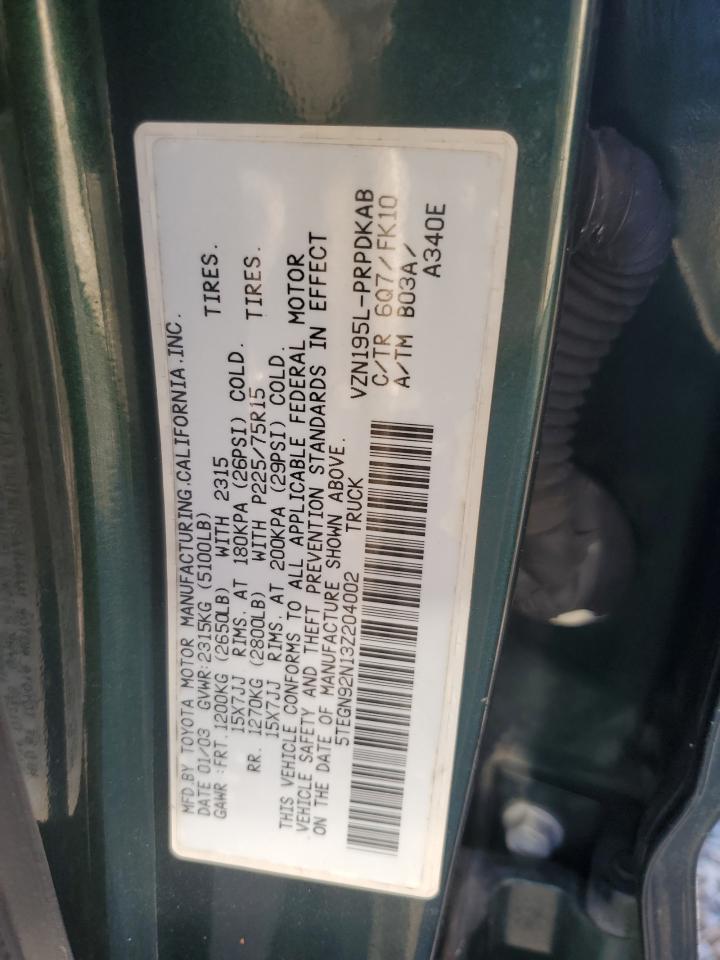 MFD.BY TOYOTA MOTOR MANUFACTURING.CALIFORNIA.INC.
DATE 01/03 GVWR:2315KG (5100LB)
GAWR :FRT.1200KG (2650LB) WITH 2315 TIRES.
15X7JJ RIMS. AT 180KPA (26PSI) COLD.
RR. 1270KG (2800LB) WITH P225/75R15 TIRES.
15X7JJ RIMS. AT 200KPA (29PSI) COLD.
THIS VEHICLE CONFORMS TO ALL APPLICABLE FEDERAL MOTOR
VEHICLE SAFETY AND THEFT PREVENTION STANDARDS IN EFFECT
ON THE DATE OF MANUFACTURE SHOWN ABOVE.
5TEGN92N13Z204002 TRUCK
VZN195L-PRPDKAB
C/TR 6Q7/FK10
A/TM B03A/
A340E